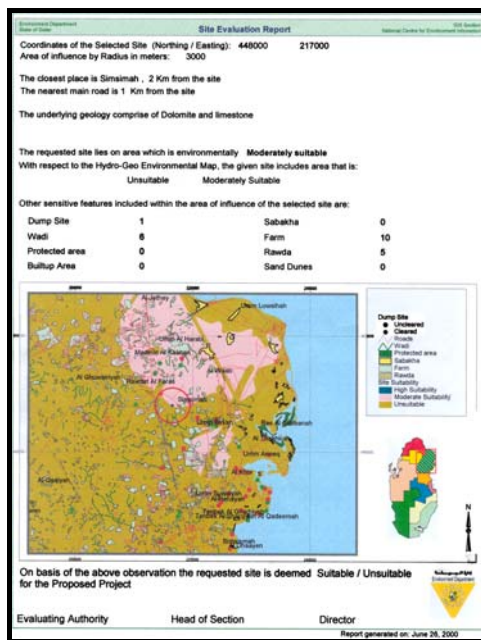 Environment Department
State of Qatar
Site Evaluation Report
GIS Section
National Centre for Environment Information
Coordinates of the Selected Site (Northing / Easting): 448000 217000
Area of influence by Radius in meters: 3000
The closest place is Simsimah , 2 Km from the site
The nearest main road is 1 Km from the site
The underlying geology comprise of Dolomite and limestone
The requested site lies on area which is environmentally Moderately suitable
With respect to the Hydro-Geo Environmental Map, the given site includes area that is:
Unsuitable Moderately Suitable
Other sensitive features included within the area of influence of the selected site are:
Dump Site 1 Sabakha 0
Wadi 6 Farm 10
Protected area 0 Rawda 5
Builtup Area 0 Sand Dunes 0
Dump Site
Uncleared
Cleared
Roads
Wadi
Protected area
Sabakha
Farm
Rawda
Site Suitability
High Suitability
Moderate Suitability
Unsuitable
N
On basis of the above observation the requested site is deemed Suitable / Unsuitable
for the Proposed Project
Evaluating Authority Head of Section Director
Report generated on: June 26, 2000